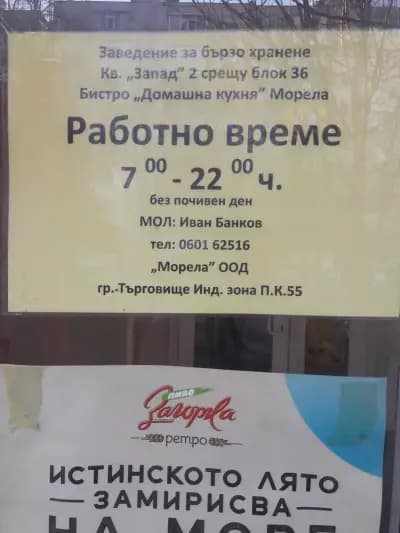 Заведение за бързо хранене
Кв. „Запад" 2 срещу блок 36
Бистро „Домашна кухня" Морела
Работно време
7 00 - 22 00 ч.
без почивен ден
МОЛ: Иван Банков
тел: 0601 62516
„Морела" ООД
гр.-Търговище Инд. зона П.К.55
ПИВО
Загорка
ретро
ИСТИНСКОТО ЛЯТО
ЗАМИРИСВА
НА МОРЕ